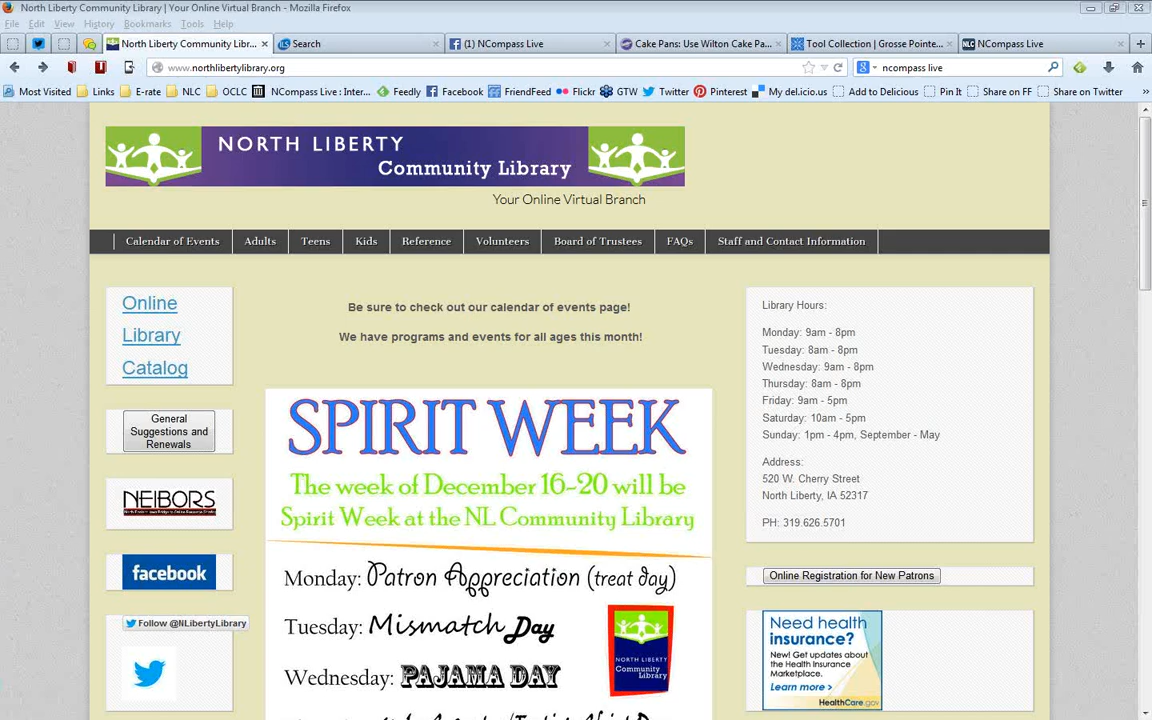 North Liberty Community Library | Your Online Virtual Branch - Mozilla Firefox
File Edit View History Bookmarks Tools Help
North Liberty Community Librar... × Search × (1) NCompass Live × Cake Pans: Use Wilton Cake Pa... × Tool Collection | Grosse Pointe... × NCompass Live ×
www.northlibertylibrary.org
ncompass live
Most Visited Links E-rate NLC OCLC NCompass Live : Inter... Feedly Facebook FriendFeed Flickr GTW Twitter Pinterest My del.icio.us Add to Delicious Pin It Share on FF Share on Twitter »
NORTH LIBERTY
Community Library
Your Online Virtual Branch
Calendar of Events Adults Teens Kids Reference Volunteers Board of Trustees FAQs Staff and Contact Information
Online
Library
Catalog
General
Suggestions and
Renewals
NEIBORS
facebook
Follow @NLibertyLibrary
Be sure to check out our calendar of events page!
We have programs and events for all ages this month!
SPIRIT WEEK
The week of December 16-20 will be
Spirit Week at the NL Community Library
Monday: Patron Appreciation (treat day)
Tuesday: Mismatch Day
Wednesday: PAJAMA DAY
NORTH LIBERTY
Community
Library
Library Hours:
Monday: 9am - 8pm
Tuesday: 8am - 8pm
Wednesday: 9am - 8pm
Thursday: 8am - 8pm
Friday: 9am - 5pm
Saturday: 10am - 5pm
Sunday: 1pm - 4pm, September - May
Address:
520 W. Cherry Street
North Liberty, IA 52317
PH: 319.626.5701
Online Registration for New Patrons
Need health
insurance?
New! Get updates about
the Health Insurance
Marketplace.
Learn more >
HealthCare.gov